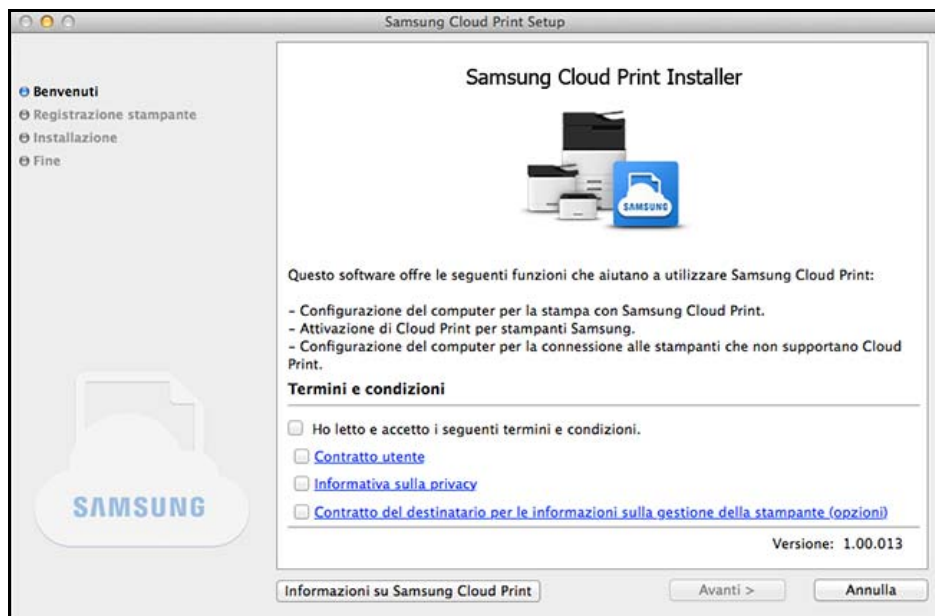 Samsung Cloud Print Setup
Benvenuti
Registrazione stampante
Installazione
Fine
SAMSUNG
Samsung Cloud Print Installer
SAMSUNG
Questo software offre le seguenti funzioni che aiutano a utilizzare Samsung Cloud Print:
- Configurazione del computer per la stampa con Samsung Cloud Print.
- Attivazione di Cloud Print per stampanti Samsung.
- Configurazione del computer per la connessione alle stampanti che non supportano Cloud
Print.
Termini e condizioni
Ho letto e accetto i seguenti termini e condizioni.
Contratto utente
Informativa sulla privacy
Contratto del destinatario per le informazioni sulla gestione della stampante (opzioni)
Versione: 1.00.013
Informazioni su Samsung Cloud Print
Avanti >
Annulla